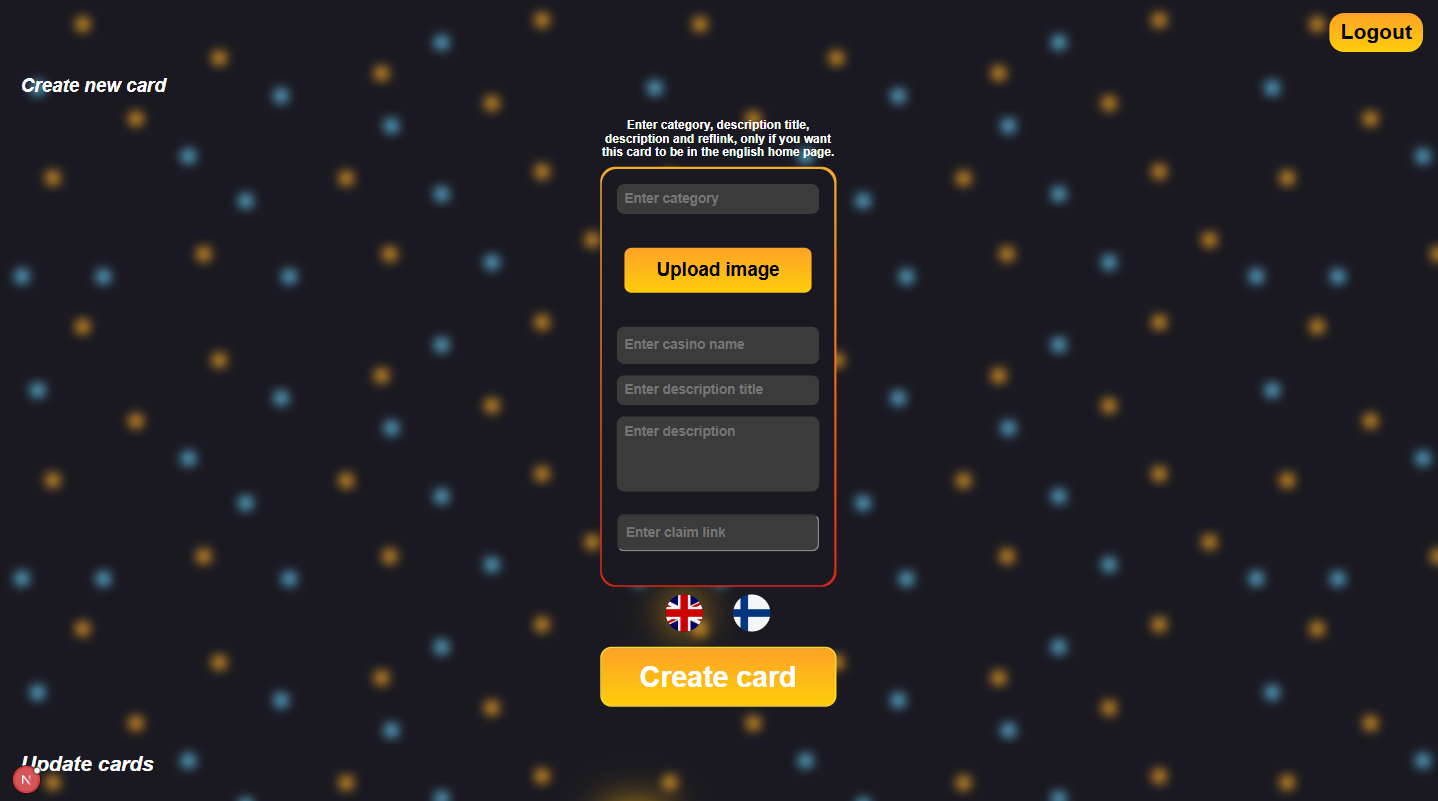 Logout
Create new card
Enter category, description title,
description and reflink, only if you want
this card to be in the english home page.
Enter category
Upload image
Enter casino name
Enter description title
Enter description
Enter claim link
Create card
Update cards
N